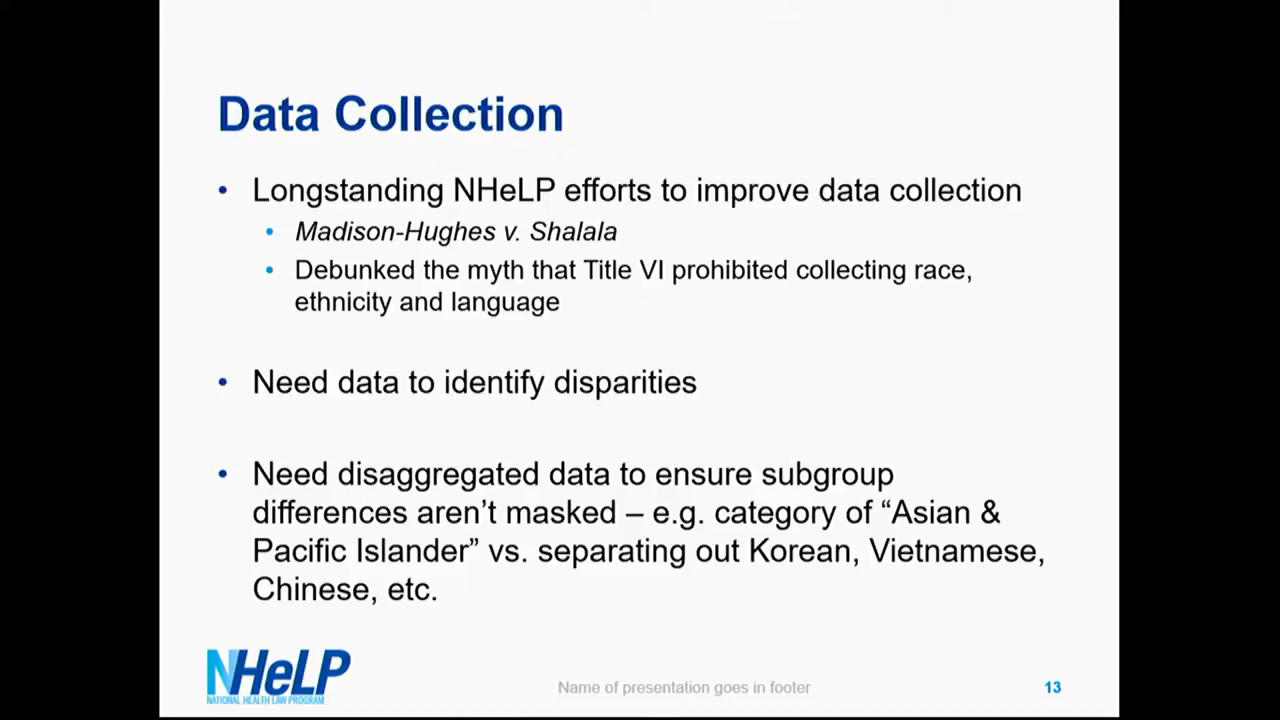 Data Collection
• Longstanding NHeLP efforts to improve data collection
• Madison-Hughes v. Shalala
• Debunked the myth that Title VI prohibited collecting race,
ethnicity and language
• Need data to identify disparities
• Need disaggregated data to ensure subgroup
differences aren’t masked – e.g. category of “Asian &
Pacific Islander” vs. separating out Korean, Vietnamese,
Chinese, etc.
NHeLP
NATIONAL HEALTH LAW PROGRAM
Name of presentation goes in footer
13